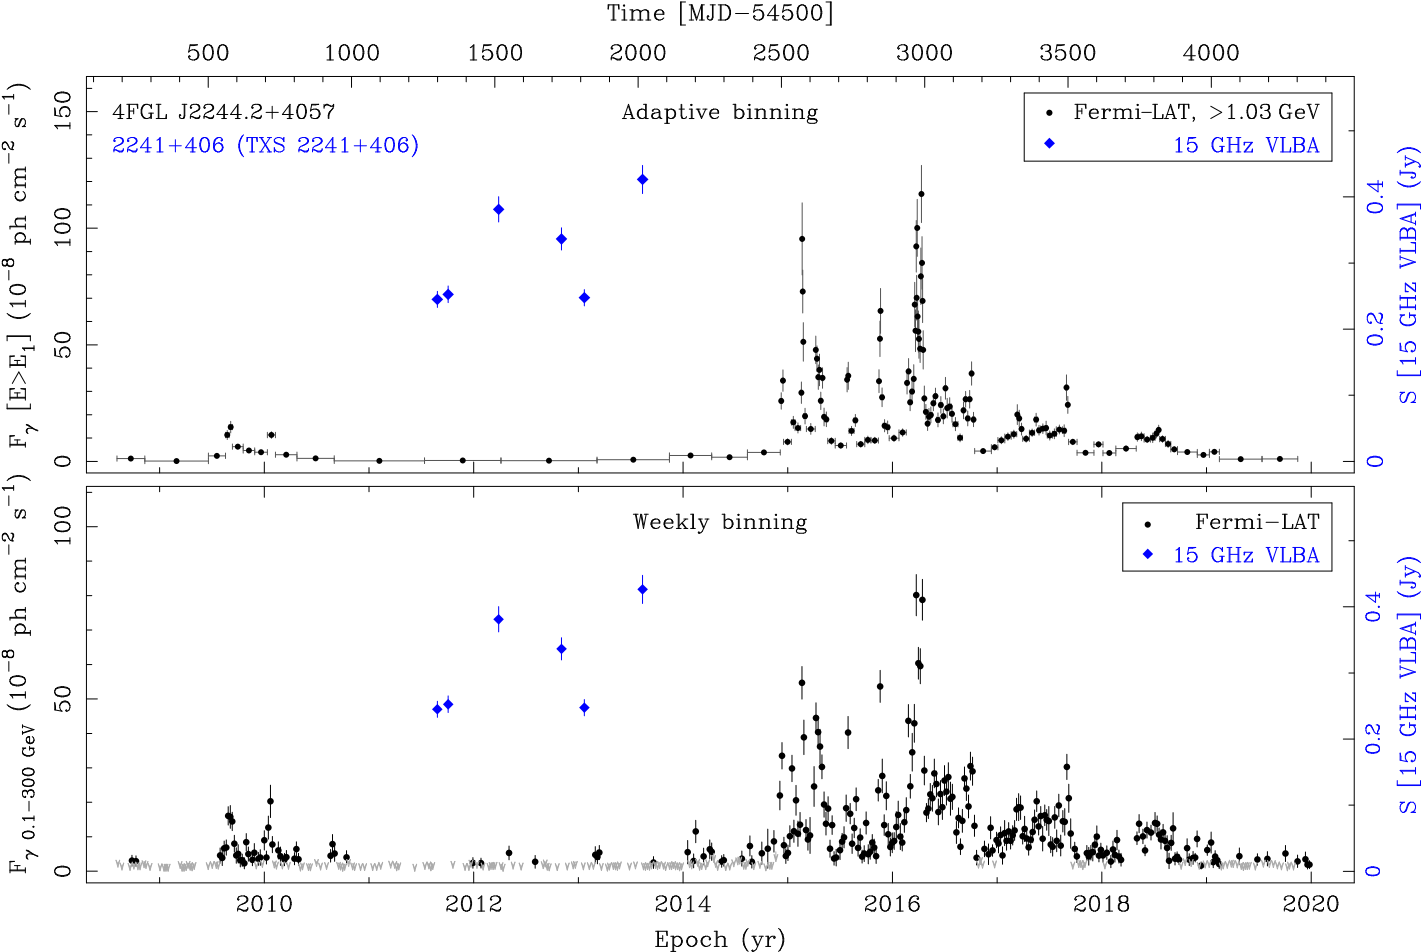 Time [MJD−54500]
500 1000 1500 2000 2500 3000 3500 4000
4FGL J2244.2+4057
2241+406 (TXS 2241+406)
Adaptive binning
Fermi−LAT, >1.03 GeV
15 GHz VLBA
150
100
50
0
Fγ [E>E₁] (10⁻⁸ ph cm⁻² s⁻¹)
0.4
0.2
0
S [15 GHz VLBA] (Jy)
Weekly binning
Fermi−LAT
15 GHz VLBA
100
50
0
Fγ 0.1−300 GeV (10⁻⁸ ph cm⁻² s⁻¹)
0.4
0.2
0
S [15 GHz VLBA] (Jy)
2010 2012 2014 2016 2018 2020
Epoch (yr)